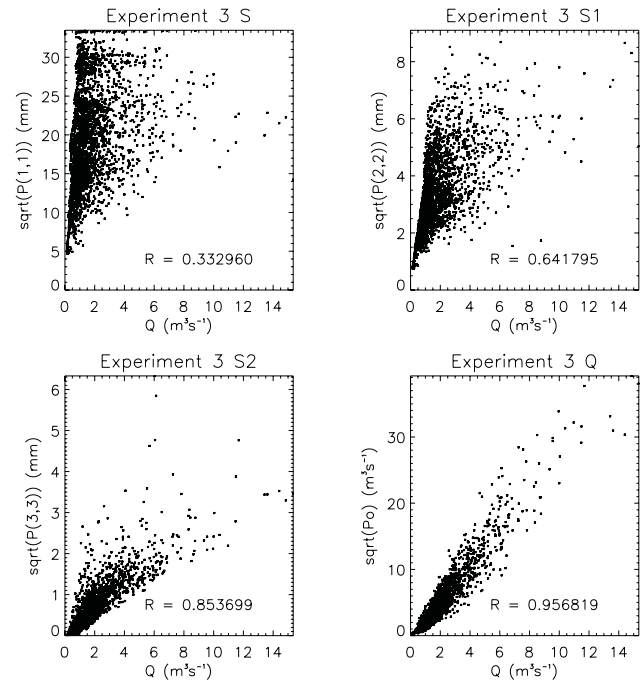 Experiment 3 S
sqrt(P(1,1)) (mm)
30
25
20
15
10
5
0
R = 0.332960
0 2 4 6 8 10 12 14
Q (m³s⁻¹)
Experiment 3 S1
sqrt(P(2,2)) (mm)
8
6
4
2
0
R = 0.641795
0 2 4 6 8 10 12 14
Q (m³s⁻¹)
Experiment 3 S2
sqrt(P(3,3)) (mm)
6
5
4
3
2
1
0
R = 0.853699
0 2 4 6 8 10 12 14
Q (m³s⁻¹)
Experiment 3 Q
sqrt(Po) (m³s⁻¹)
30
20
10
0
R = 0.956819
0 2 4 6 8 10 12 14
Q (m³s⁻¹)